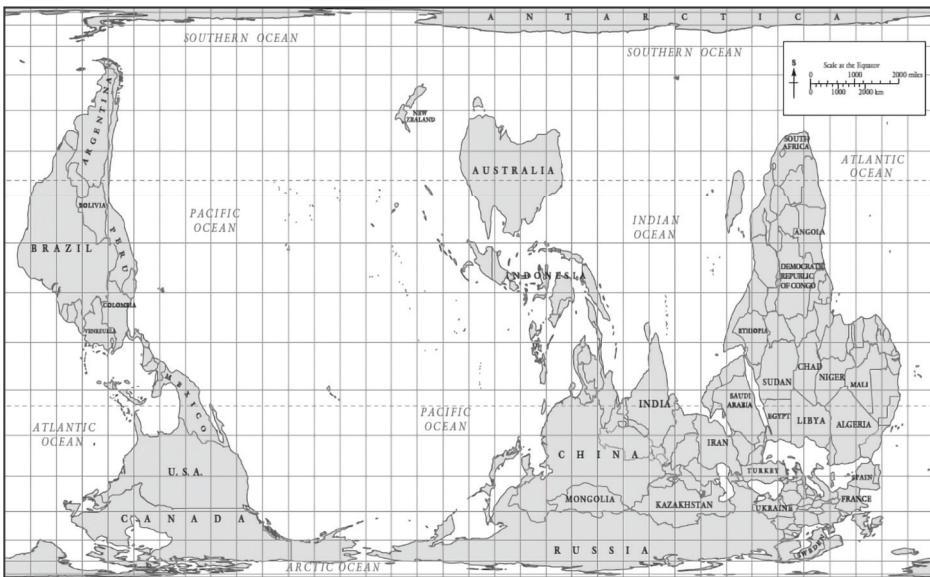 ANTARCTICA
SOUTHERN OCEAN
SOUTHERN OCEAN
S
Scale at the Equator
0 1000 2000 miles
0 1000 2000 km
ARGENTINA
NEW
ZEALAND
SOUTH
AFRICA
AUSTRALIA
ATLANTIC
OCEAN
BOLIVIA
PACIFIC
OCEAN
INDIAN
OCEAN
BRAZIL
PERU
ANGOLA
INDONESIA
DEMOCRATIC
REPUBLIC
OF CONGO
COLOMBIA
VENEZUELA
ETHIOPIA
MEXICO
CHAD
NIGER
MALI
SUDAN
INDIA
SAUDI
ARABIA
EGYPT
LIBYA
ALGERIA
ATLANTIC
OCEAN
PACIFIC
OCEAN
IRAN
CHINA
U.S.A.
TURKEY
SPAIN
MONGOLIA
KAZAKHSTAN
UKRAINE
FRANCE
CANADA
RUSSIA
SWEDEN
ARCTIC OCEAN